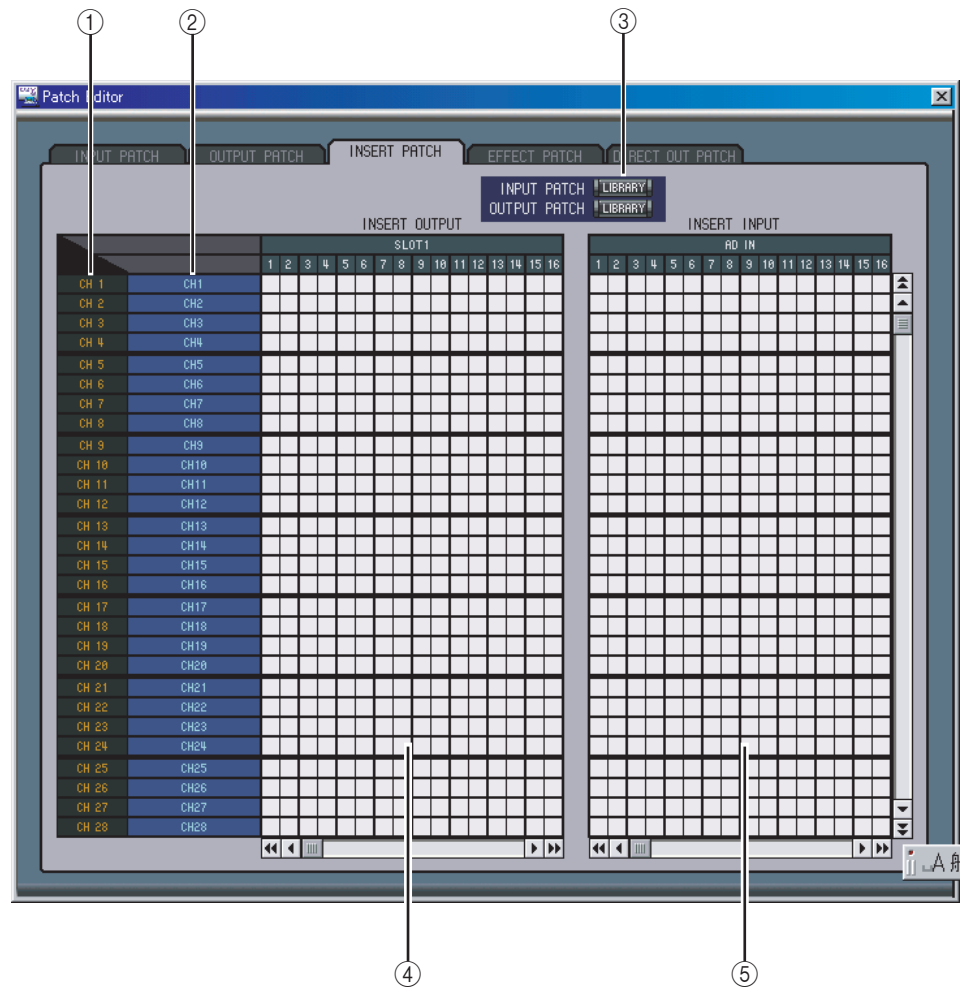 ① ② ③
Patch Editor
INPUT PATCH OUTPUT PATCH INSERT PATCH EFFECT PATCH DIRECT OUT PATCH
INPUT PATCH LIBRARY
OUTPUT PATCH LIBRARY
INSERT OUTPUT INSERT INPUT
SLOT1 AD IN
1 2 3 4 5 6 7 8 9 10 11 12 13 14 15 16 1 2 3 4 5 6 7 8 9 10 11 12 13 14 15 16
CH 1 CH1
CH 2 CH2
CH 3 CH3
CH 4 CH4
CH 5 CH5
CH 6 CH6
CH 7 CH7
CH 8 CH8
CH 9 CH9
CH 10 CH10
CH 11 CH11
CH 12 CH12
CH 13 CH13
CH 14 CH14
CH 15 CH15
CH 16 CH16
CH 17 CH17
CH 18 CH18
CH 19 CH19
CH 20 CH20
CH 21 CH21
CH 22 CH22
CH 23 CH23
CH 24 CH24
CH 25 CH25
CH 26 CH26
CH 27 CH27
CH 28 CH28
A
④ ⑤